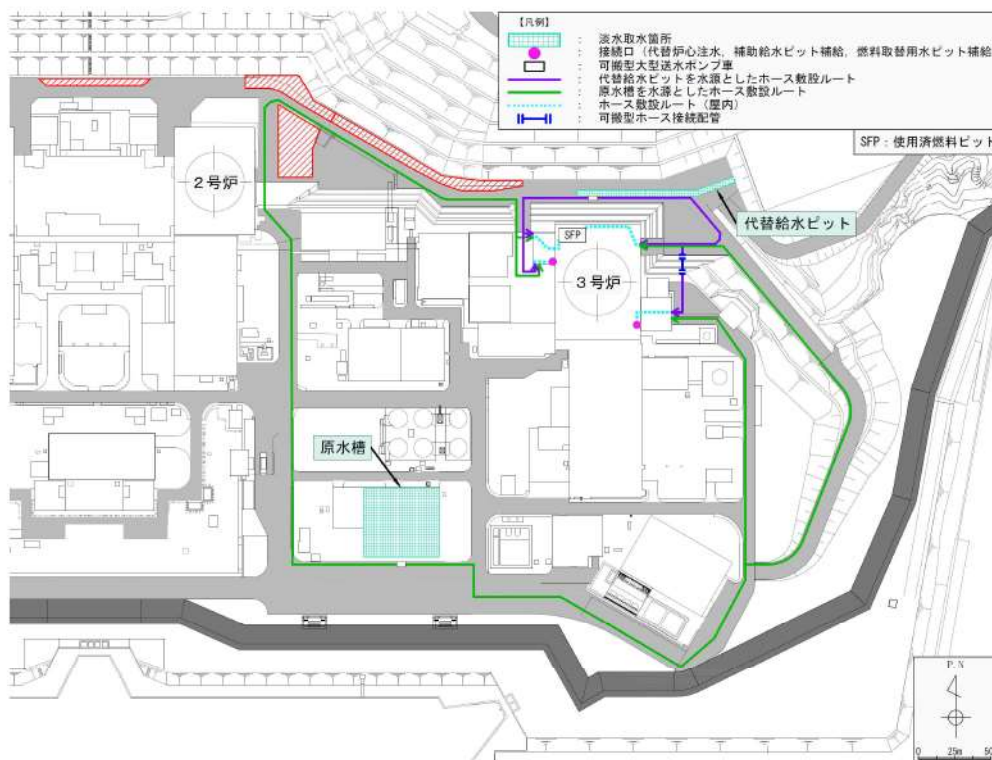 【凡例】
： 淡水取水箇所
： 接続口（代替炉心注水，補助給水ピット補給，燃料取替用水ピット補給
： 可搬型大型送水ポンプ車
： 代替給水ピットを水源としたホース敷設ルート
： 原水槽を水源としたホース敷設ルート
： ホース敷設ルート（屋内）
： 可搬型ホース接続配管
SFP：使用済燃料ピット
2号炉
代替給水ピット
SFP
3号炉
原水槽
P.N
0 25m 50